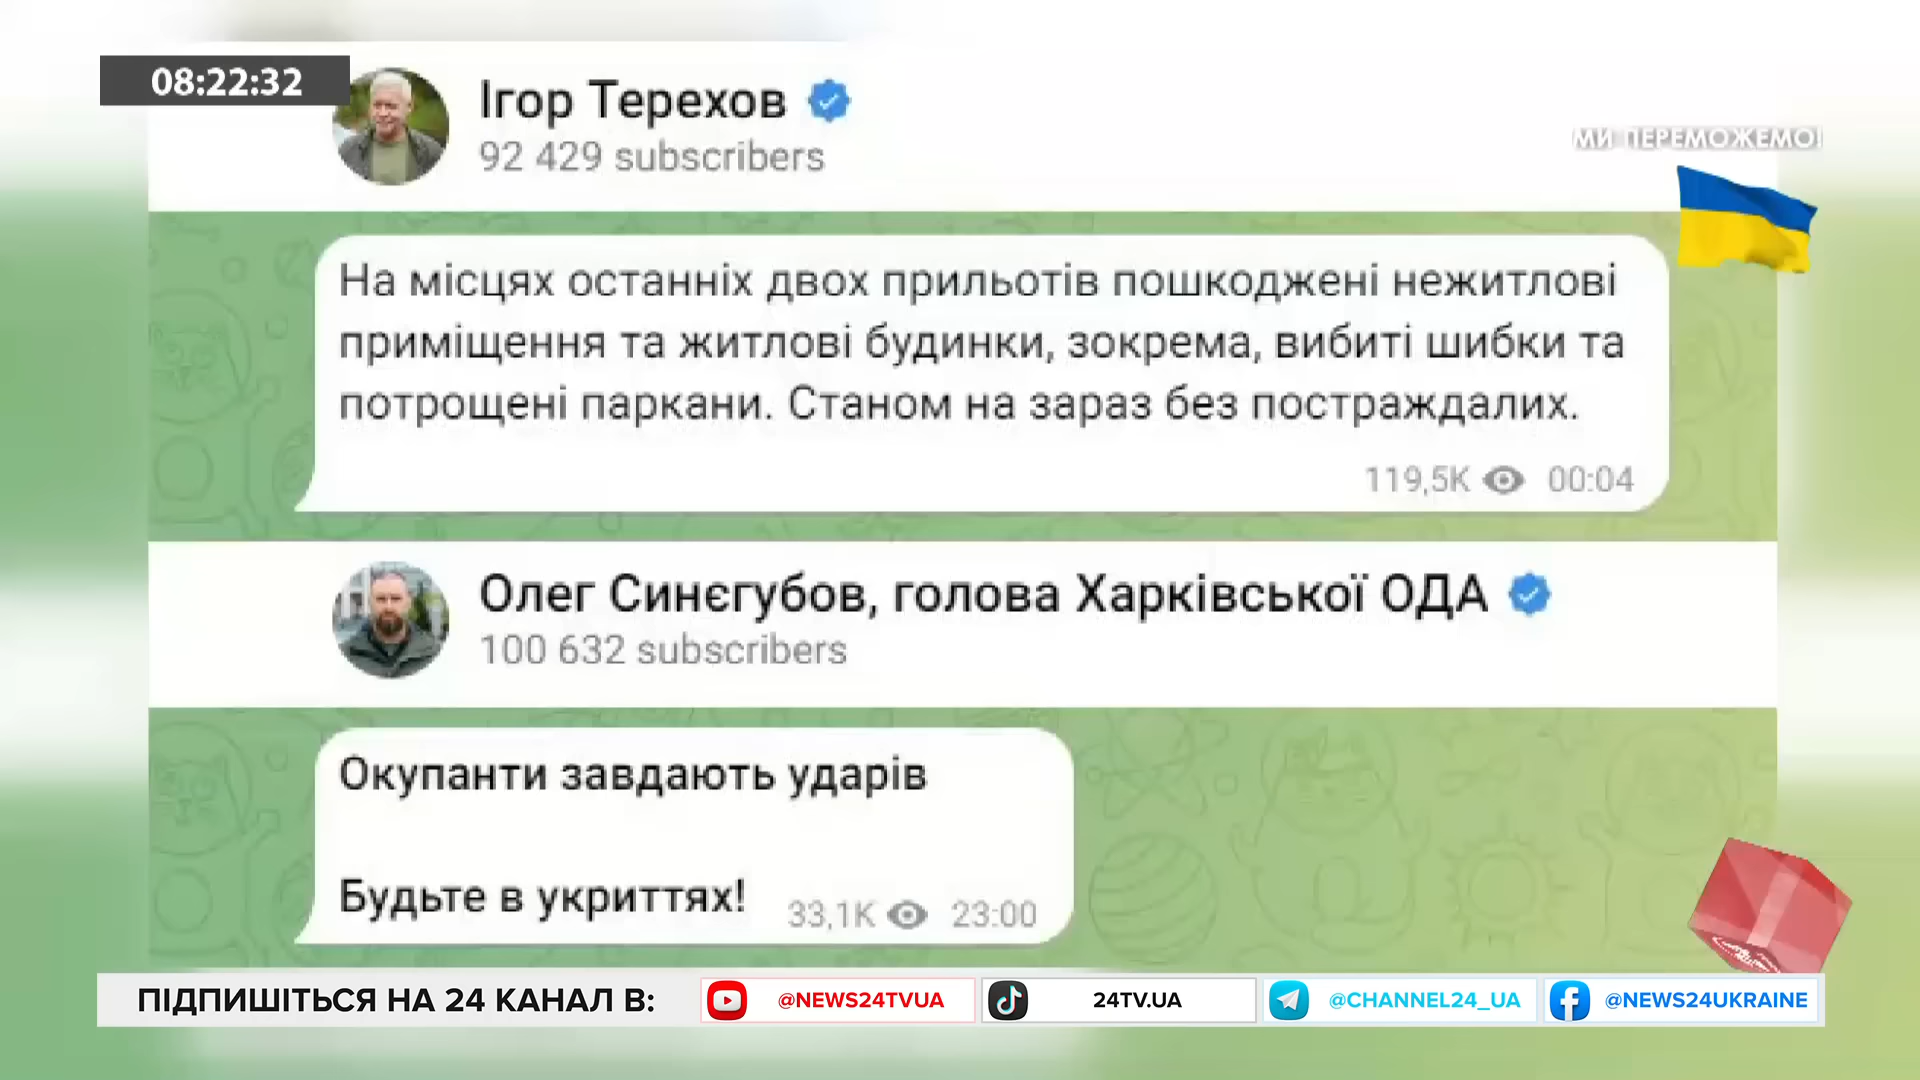 08:22:32
Ігор Терехов
92 429 subscribers
МИ ПЕРЕМОЖЕМО!
На місцях останніх двох прильотів пошкоджені нежитлові
приміщення та житлові будинки, зокрема, вибиті шибки та
потрощені паркани. Станом на зараз без постраждалих.
119,5K 00:04
Олег Синєгубов, голова Харківської ОДА
100 632 subscribers
Окупанти завдають ударів
Будьте в укриттях!
33,1K 23:00
ПІДПИШІТЬСЯ НА 24 КАНАЛ В: @NEWS24TVUA 24TV.UA @CHANNEL24_UA @NEWS24UKRAINE